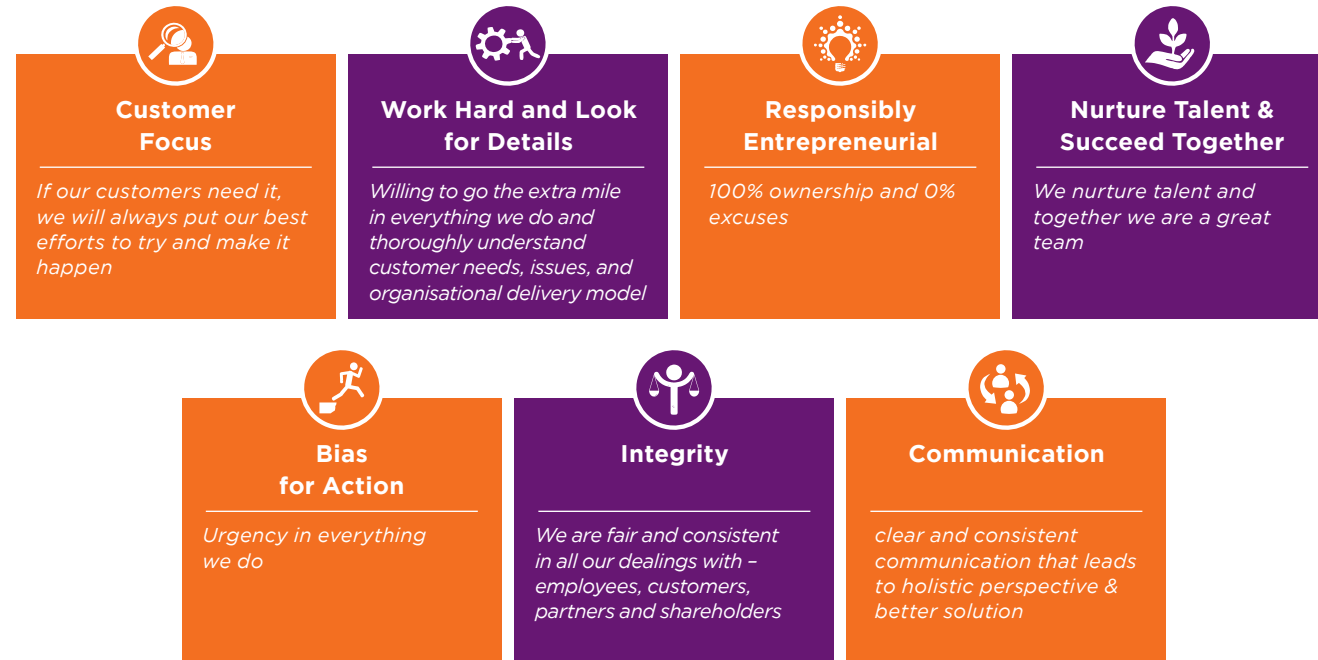 Customer
Focus
If our customers need it,
we will always put our best
efforts to try and make it
happen
Work Hard and Look
for Details
Willing to go the extra mile
in everything we do and
thoroughly understand
customer needs, issues, and
organisational delivery model
Responsibly
Entrepreneurial
100% ownership and 0%
excuses
Nurture Talent &
Succeed Together
We nurture talent and
together we are a great
team
Bias
for Action
Urgency in everything
we do
Integrity
We are fair and consistent
in all our dealings with –
employees, customers,
partners and shareholders
Communication
clear and consistent
communication that leads
to holistic perspective &
better solution